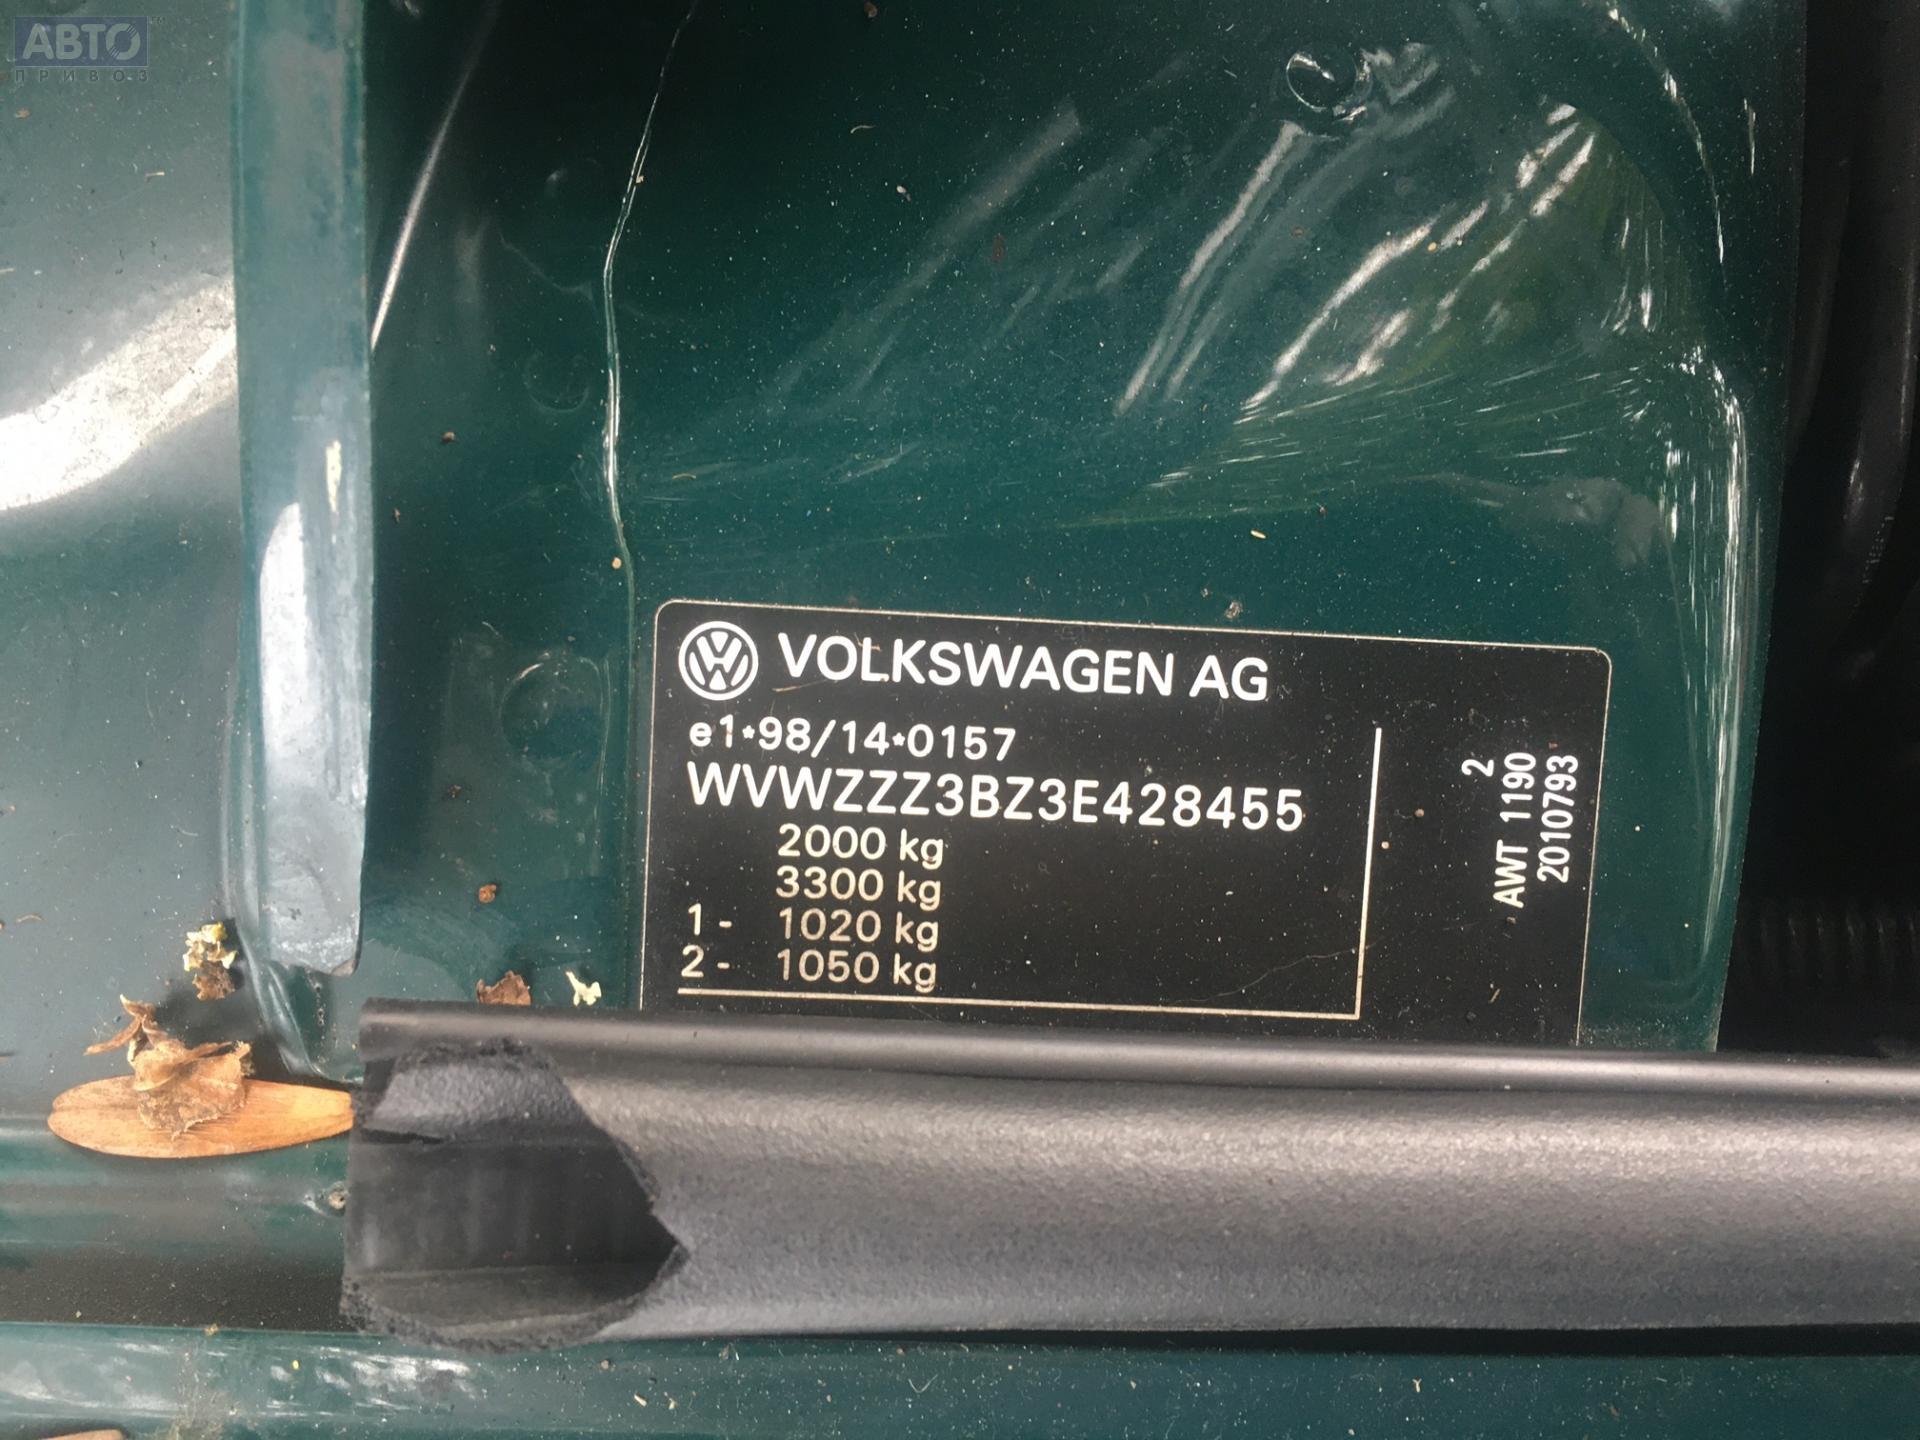 АВТО™
ПРИВОЗ
VOLKSWAGEN AG
e1*98/14*0157
WVWZZZ3BZ3E428455
2000 kg
3300 kg
1- 1020 kg
2- 1050 kg
2
AWT 1190
2010793